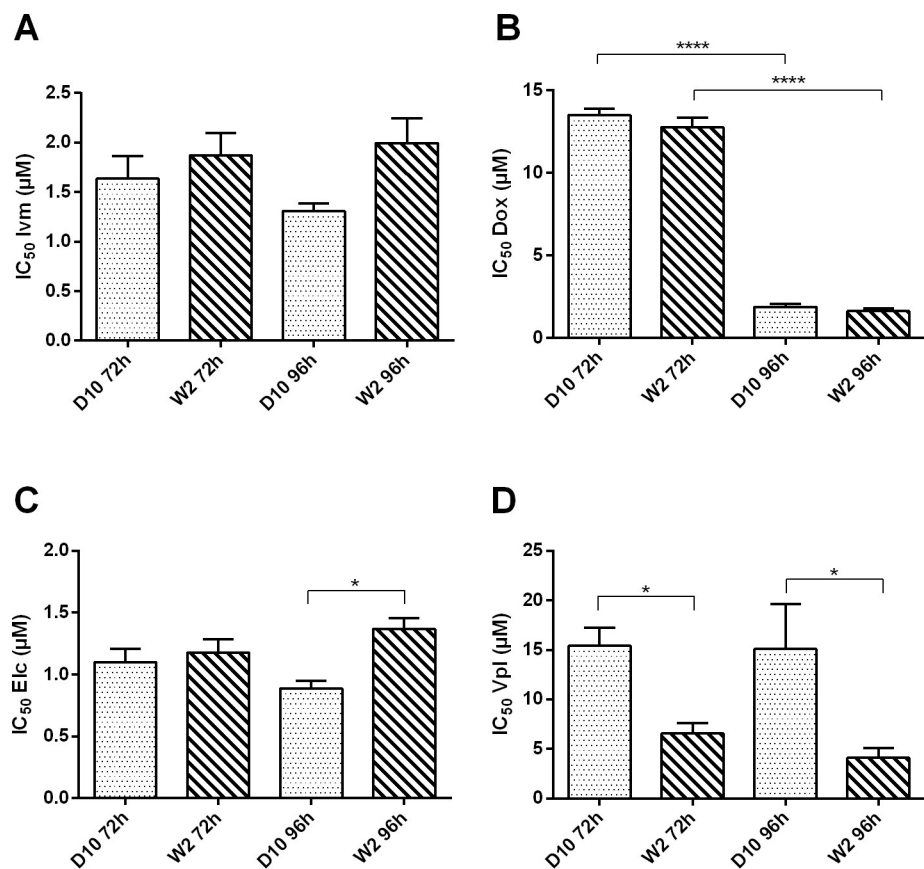 A
IC50 Ivm (µM)
2.5
2.0
1.5
1.0
0.5
0.0
D10 72h
W2 72h
D10 96h
W2 96h
B
****
****
IC50 Dox (µM)
15
10
5
0
D10 72h
W2 72h
D10 96h
W2 96h
C
*
IC50 Elc (µM)
2.0
1.5
1.0
0.5
0.0
D10 72h
W2 72h
D10 96h
W2 96h
D
*
*
IC50 Vpl (µM)
25
20
15
10
5
0
D10 72h
W2 72h
D10 96h
W2 96h